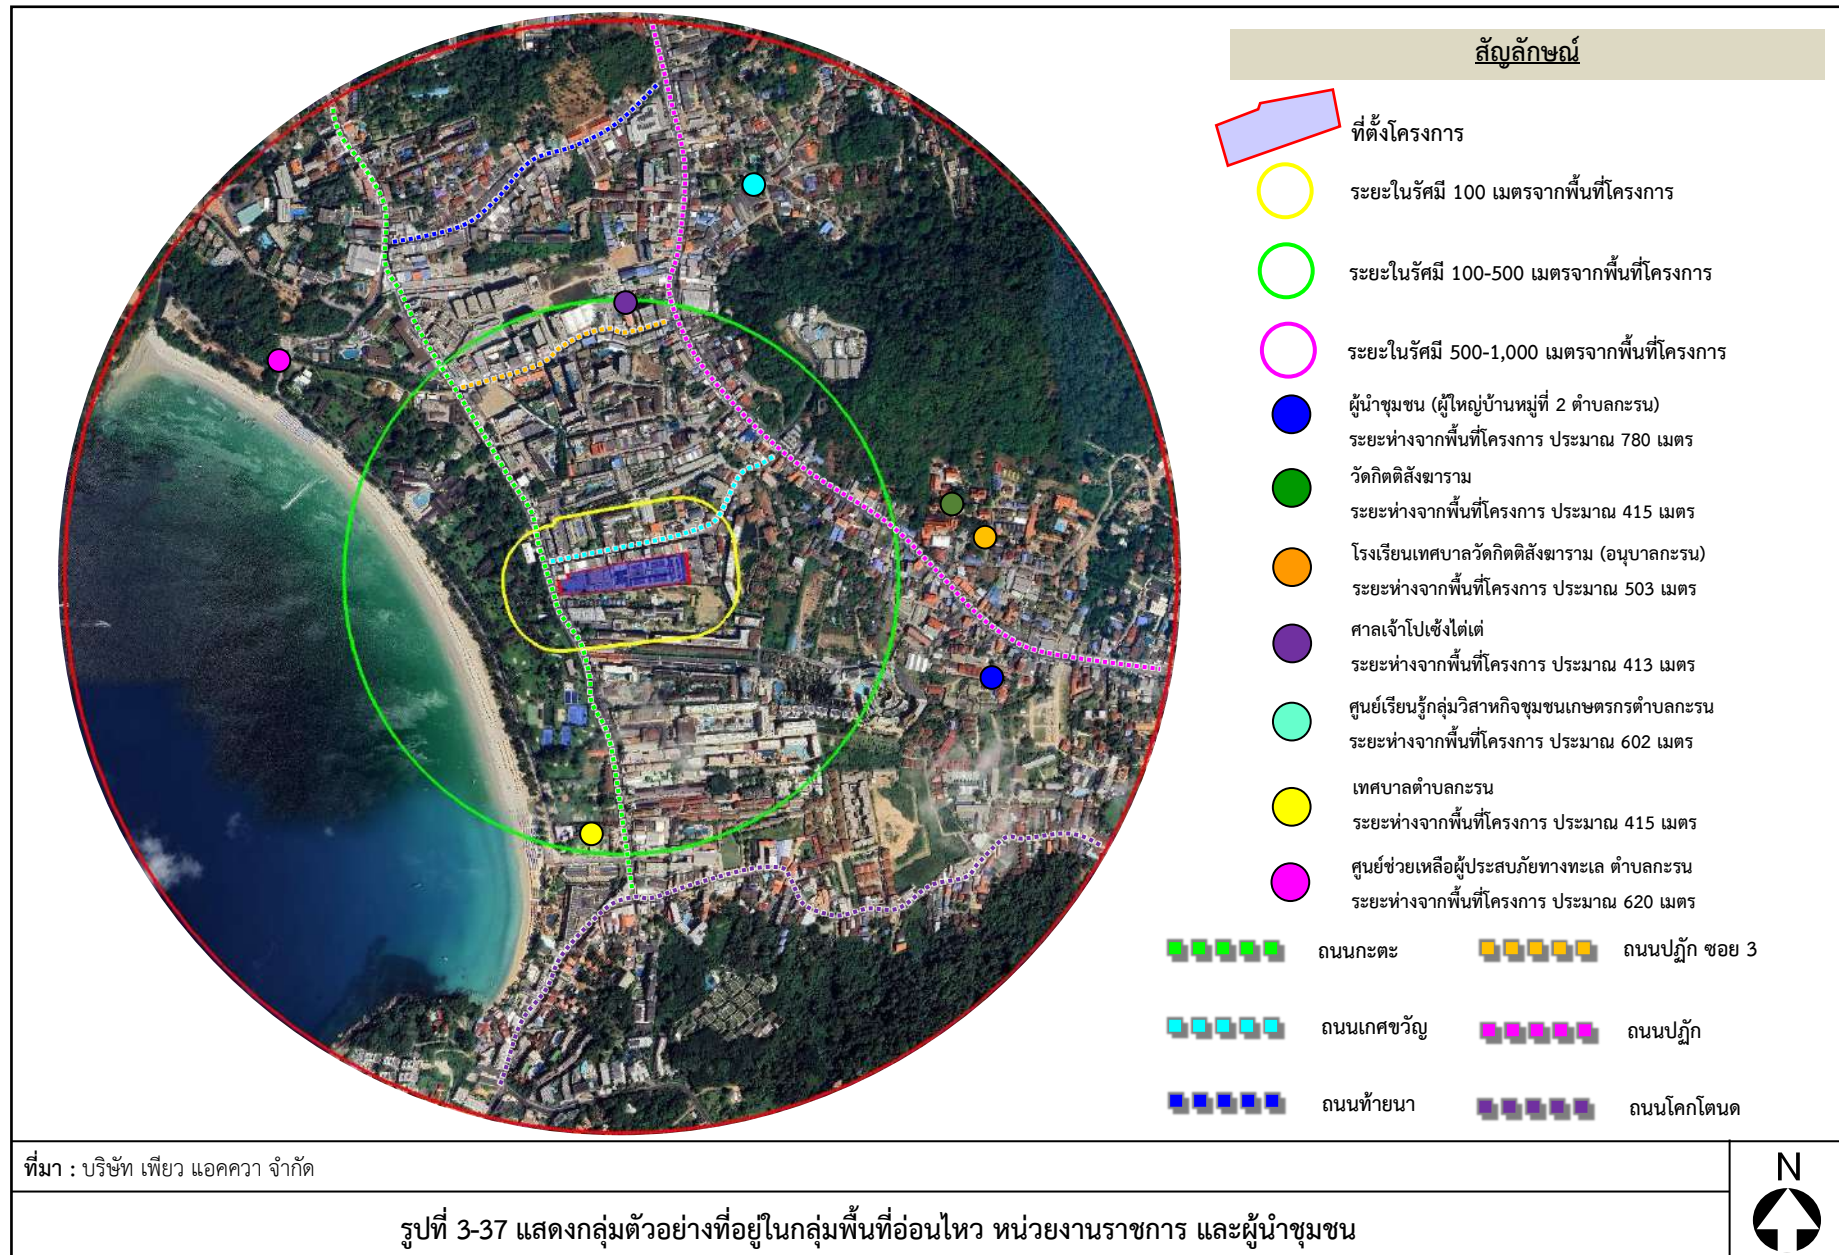 สัญลักษณ์
ที่ตั้งโครงการ
ระยะในรัศมี 100 เมตรจากพื้นที่โครงการ
ระยะในรัศมี 100-500 เมตรจากพื้นที่โครงการ
ระยะในรัศมี 500-1,000 เมตรจากพื้นที่โครงการ
ผู้นำชุมชน (ผู้ใหญ่บ้านหมู่ที่ 2 ตำบลกะรน)
ระยะห่างจากพื้นที่โครงการ ประมาณ 780 เมตร
วัดกิตติสังฆาราม
ระยะห่างจากพื้นที่โครงการ ประมาณ 415 เมตร
โรงเรียนเทศบาลวัดกิตติสังฆาราม (อนุบาลกะรน)
ระยะห่างจากพื้นที่โครงการ ประมาณ 503 เมตร
ศาลเจ้าโปเซ้งไต่เต่
ระยะห่างจากพื้นที่โครงการ ประมาณ 413 เมตร
ศูนย์เรียนรู้กลุ่มวิสาหกิจชุมชนเกษตรกรตำบลกะรน
ระยะห่างจากพื้นที่โครงการ ประมาณ 602 เมตร
เทศบาลตำบลกะรน
ระยะห่างจากพื้นที่โครงการ ประมาณ 415 เมตร
ศูนย์ช่วยเหลือผู้ประสบภัยทางทะเล ตำบลกะรน
ระยะห่างจากพื้นที่โครงการ ประมาณ 620 เมตร
ถนนกะตะ
ถนนปฏัก ซอย 3
ถนนเกศขวัญ
ถนนปฏัก
ถนนท้ายนา
ถนนโคกโตนด
ที่มา : บริษัท เพียว แอคควา จำกัด
N
รูปที่ 3-37 แสดงกลุ่มตัวอย่างที่อยู่ในกลุ่มพื้นที่อ่อนไหว หน่วยงานราชการ และผู้นำชุมชน